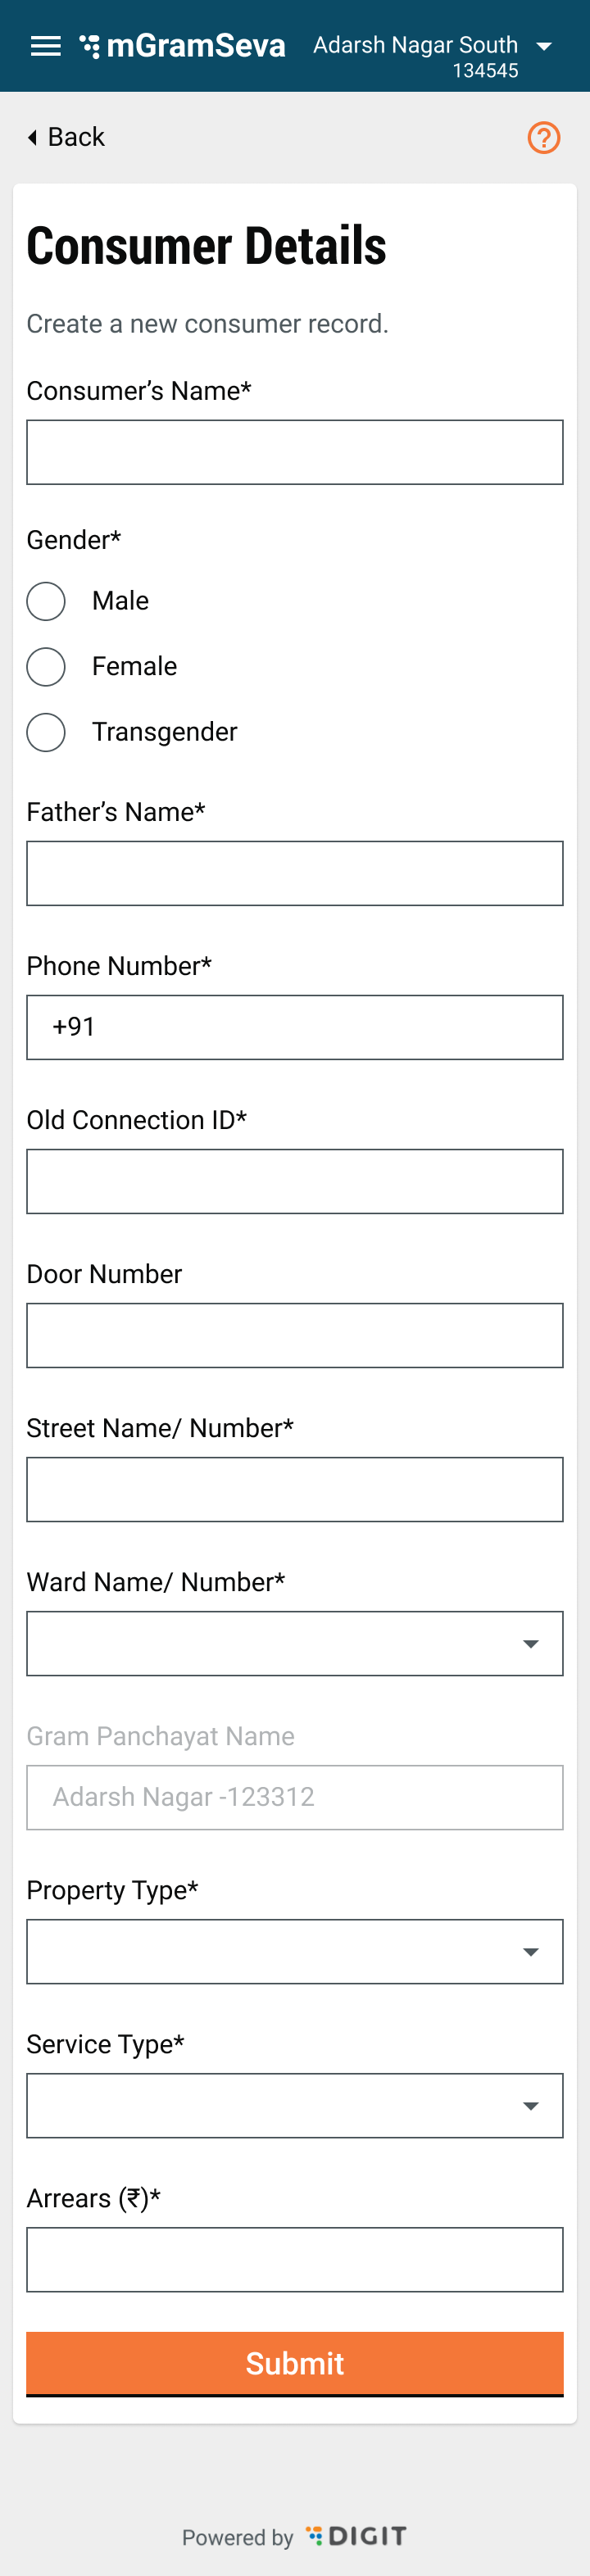 mGramSeva
Adarsh Nagar South
134545
Back
?
Consumer Details
Create a new consumer record.
Consumer’s Name*
Gender*
Male
Female
Transgender
Father’s Name*
Phone Number*
+91
Old Connection ID*
Door Number
Street Name/ Number*
Ward Name/ Number*
Gram Panchayat Name
Adarsh Nagar -123312
Property Type*
Service Type*
Arrears (₹)*
Submit
Powered by DIGIT